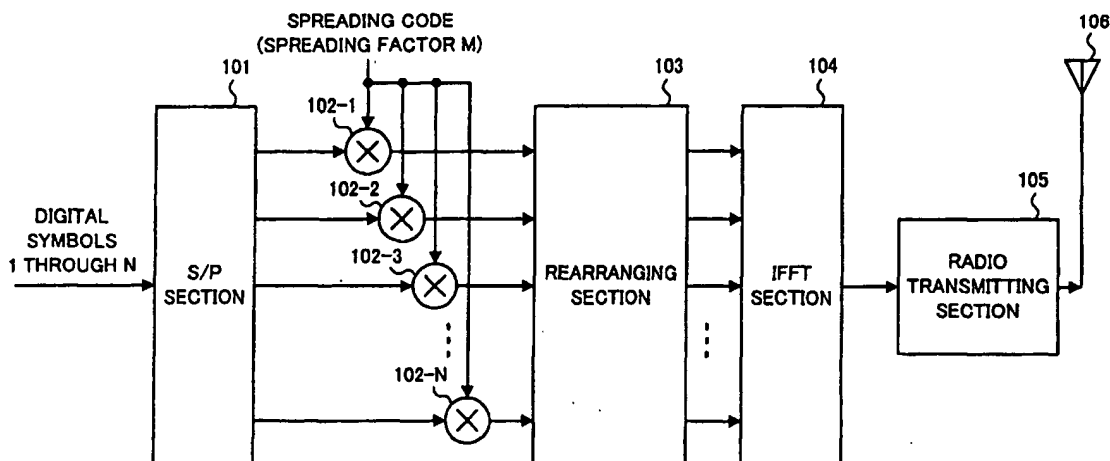 SPREADING CODE
(SPREADING FACTOR M)
106
101
103
104
102-1
102-2
105
DIGITAL
SYMBOLS
1 THROUGH N
S/P
SECTION
102-3
REARRANGING
SECTION
IFFT
SECTION
RADIO
TRANSMITTING
SECTION
102-N